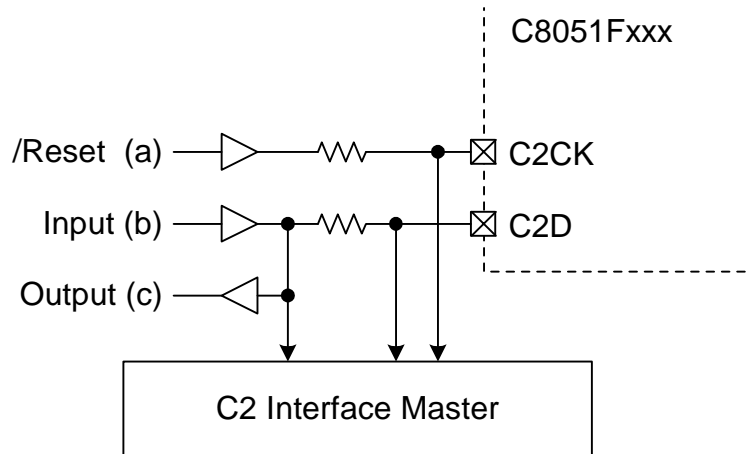 C8051Fxxx
/Reset (a)
C2CK
Input (b)
C2D
Output (c)
C2 Interface Master